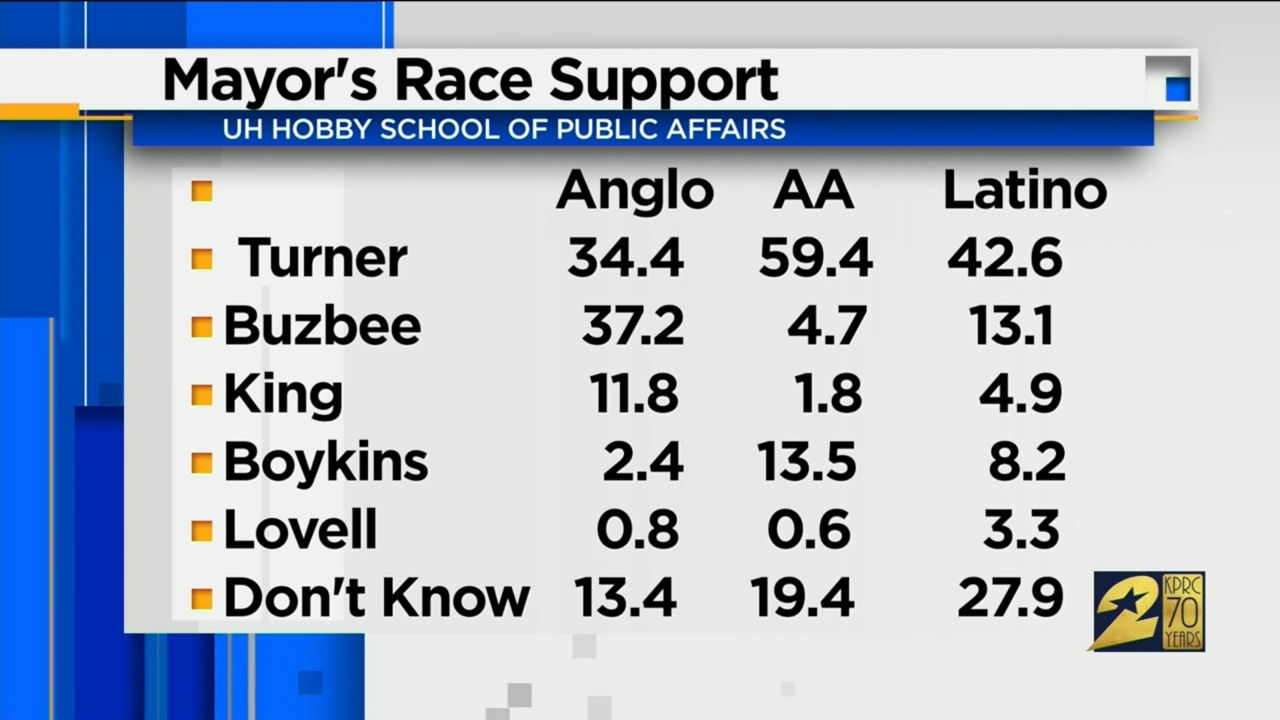 Mayor's Race Support
UH HOBBY SCHOOL OF PUBLIC AFFAIRS
Anglo AA Latino
Turner 34.4 59.4 42.6
Buzbee 37.2 4.7 13.1
King 11.8 1.8 4.9
Boykins 2.4 13.5 8.2
Lovell 0.8 0.6 3.3
Don't Know 13.4 19.4 27.9
2 KPRC
70
YEARS